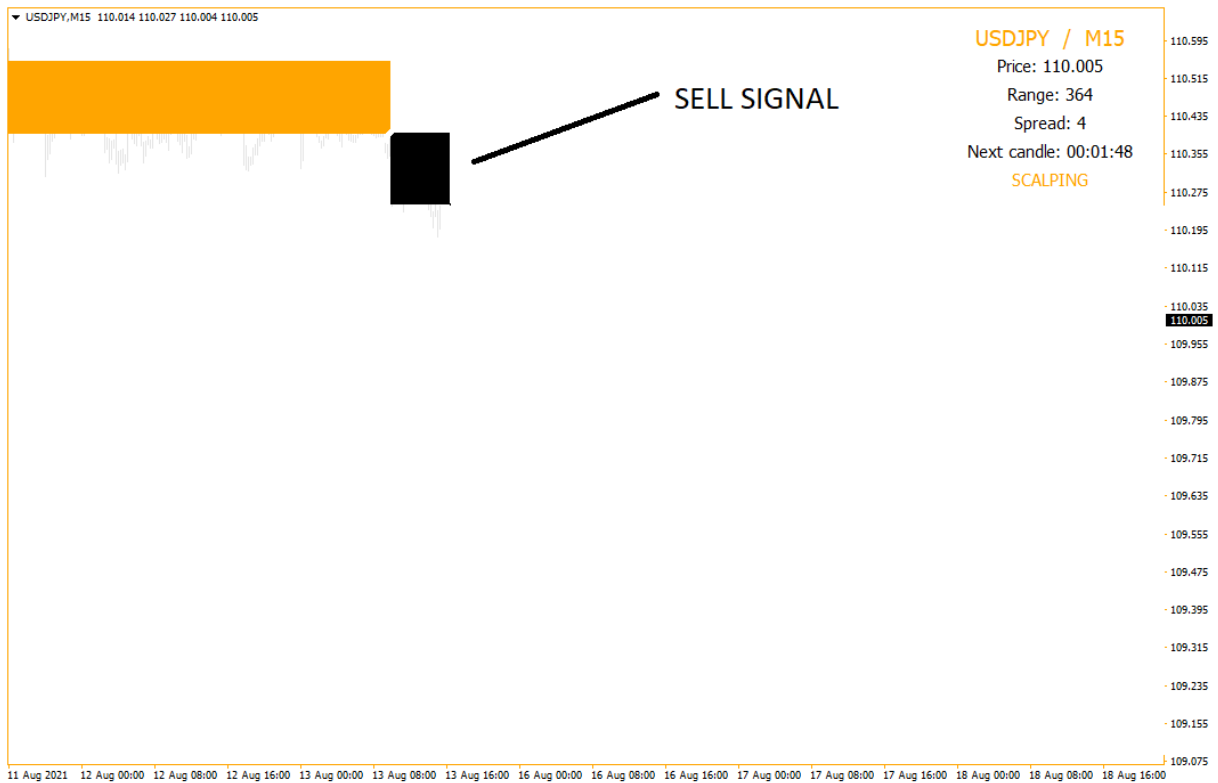 USDJPY,M15 110.014 110.027 110.004 110.005
USDJPY / M15
Price: 110.005
Range: 364
Spread: 4
Next candle: 00:01:48
SCALPING
SELL SIGNAL
110.595
110.515
110.435
110.355
110.275
110.195
110.115
110.035
110.005
109.955
109.875
109.795
109.715
109.635
109.555
109.475
109.395
109.315
109.235
109.155
109.075
11 Aug 2021 12 Aug 00:00 12 Aug 08:00 12 Aug 16:00 13 Aug 00:00 13 Aug 08:00 13 Aug 16:00 16 Aug 00:00 16 Aug 08:00 16 Aug 16:00 17 Aug 00:00 17 Aug 08:00 17 Aug 16:00 18 Aug 00:00 18 Aug 08:00 18 Aug 16:00